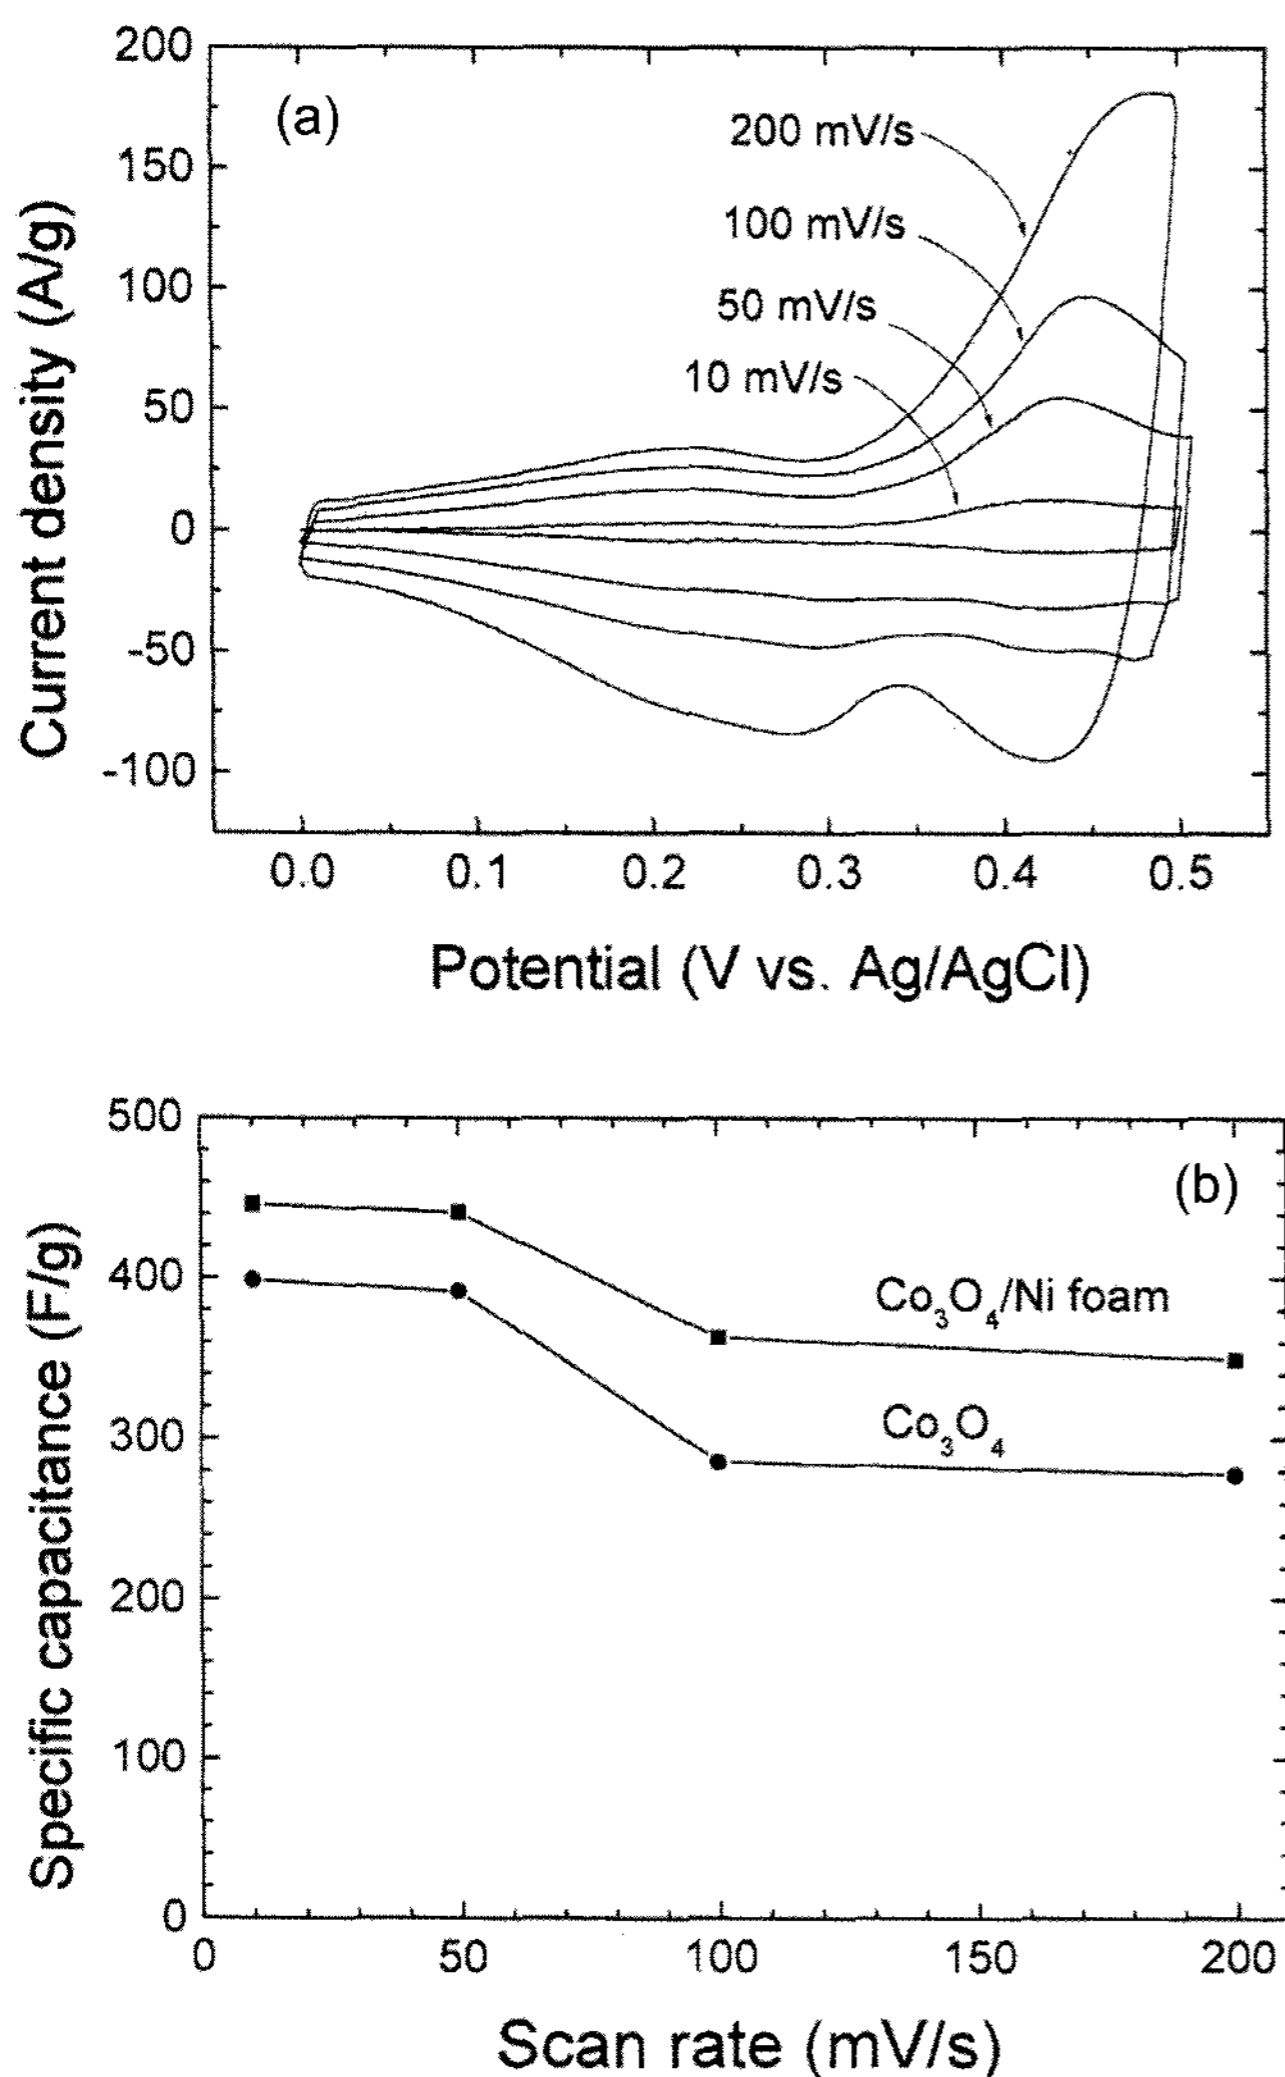 200
(a)
200 mV/s
150
100 mV/s
100
50 mV/s
50
10 mV/s
0
-50
-100
Current density (A/g)
0.0 0.1 0.2 0.3 0.4 0.5
Potential (V vs. Ag/AgCl)
500
(b)
400
Co₃O₄/Ni foam
300
Co₃O₄
200
100
0
Specific capacitance (F/g)
0 50 100 150 200
Scan rate (mV/s)